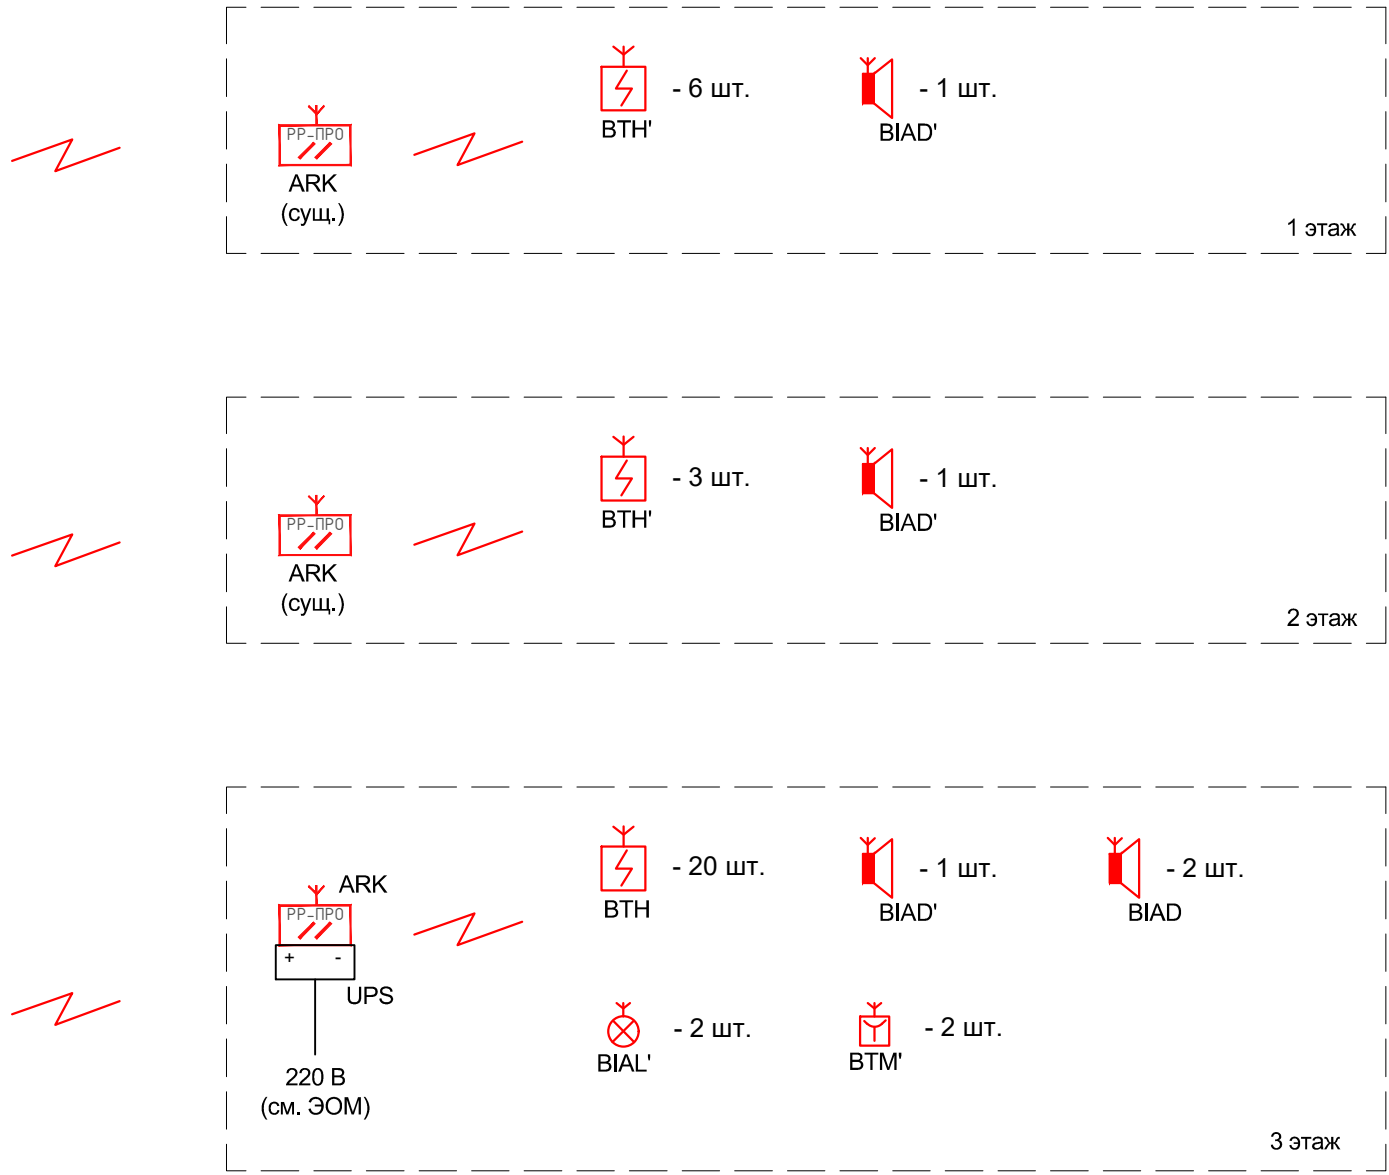 - 6 шт.
BTH'
- 1 шт.
BIAD'
РР-ПРО
ARK
(сущ.)
1 этаж
- 3 шт.
BTH'
- 1 шт.
BIAD'
РР-ПРО
ARK
(сущ.)
2 этаж
- 20 шт.
BTH
- 1 шт.
BIAD'
- 2 шт.
BIAD
ARK
РР-ПРО
+ -
UPS
220 В
(см. ЭОМ)
- 2 шт.
BIAL'
- 2 шт.
BTM'
3 этаж